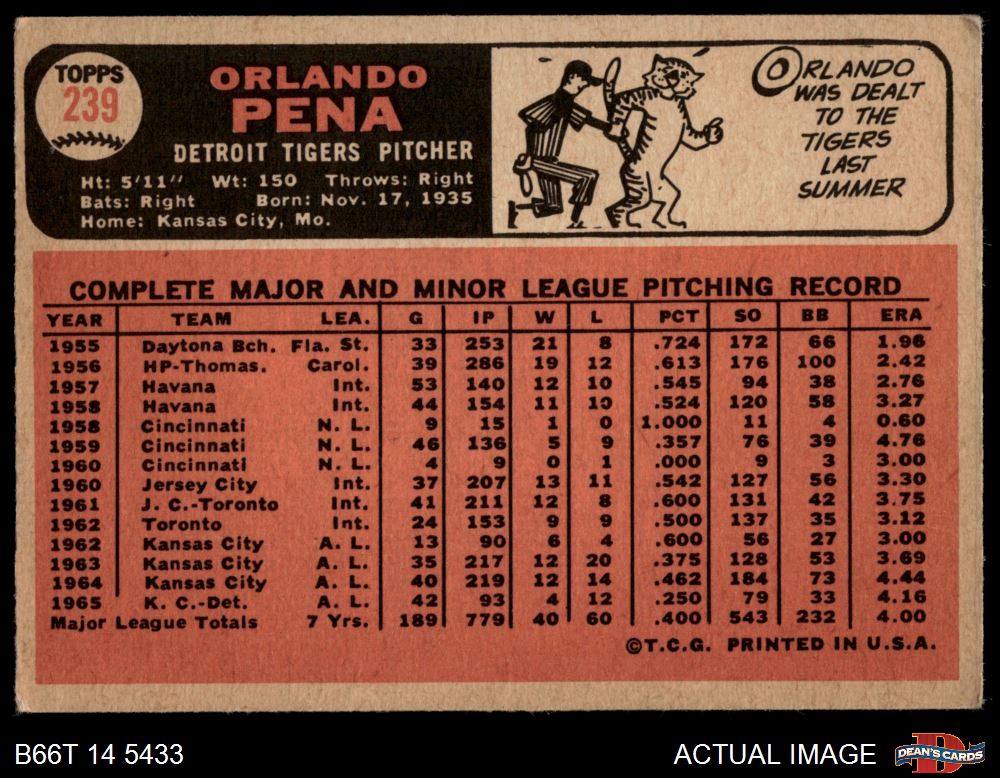 TOPPS
239
ORLANDO
PENA
DETROIT TIGERS PITCHER
Ht: 5'11" Wt: 150 Throws: Right
Bats: Right Born: Nov. 17, 1935
Home: Kansas City, Mo.
ORLANDO
WAS DEALT
TO THE
TIGERS
LAST
SUMMER
COMPLETE MAJOR AND MINOR LEAGUE PITCHING RECORD
YEAR TEAM LEA. G IP W L PCT SO BB ERA
1955 Daytona Bch. Fla. St. 33 253 21 8 .724 172 66 1.96
1956 HP-Thomas. Carol. 39 286 19 12 .613 176 100 2.42
1957 Havana Int. 53 140 12 10 .545 94 38 2.76
1958 Havana Int. 44 154 11 10 .524 120 58 3.27
1958 Cincinnati N. L. 9 15 1 0 1.000 11 4 0.60
1959 Cincinnati N. L. 46 136 5 9 .357 76 39 4.76
1960 Cincinnati N. L. 4 9 0 1 .000 9 3 3.00
1960 Jersey City Int. 37 207 13 11 .542 127 56 3.30
1961 J. C.-Toronto Int. 41 211 12 8 .600 131 42 3.75
1962 Toronto Int. 24 153 9 9 .500 137 35 3.12
1962 Kansas City A. L. 13 90 6 4 .600 56 27 3.00
1963 Kansas City A. L. 35 217 12 20 .375 128 53 3.69
1964 Kansas City A. L. 40 219 12 14 .462 184 73 4.44
1965 K. C.-Det. A. L. 42 93 4 12 .250 79 33 4.16
Major League Totals 7 Yrs. 189 779 40 60 .400 543 232 4.00
©T.C.G. PRINTED IN U.S.A.
B66T 14 5433
ACTUAL IMAGE
DEAN'S CARDS